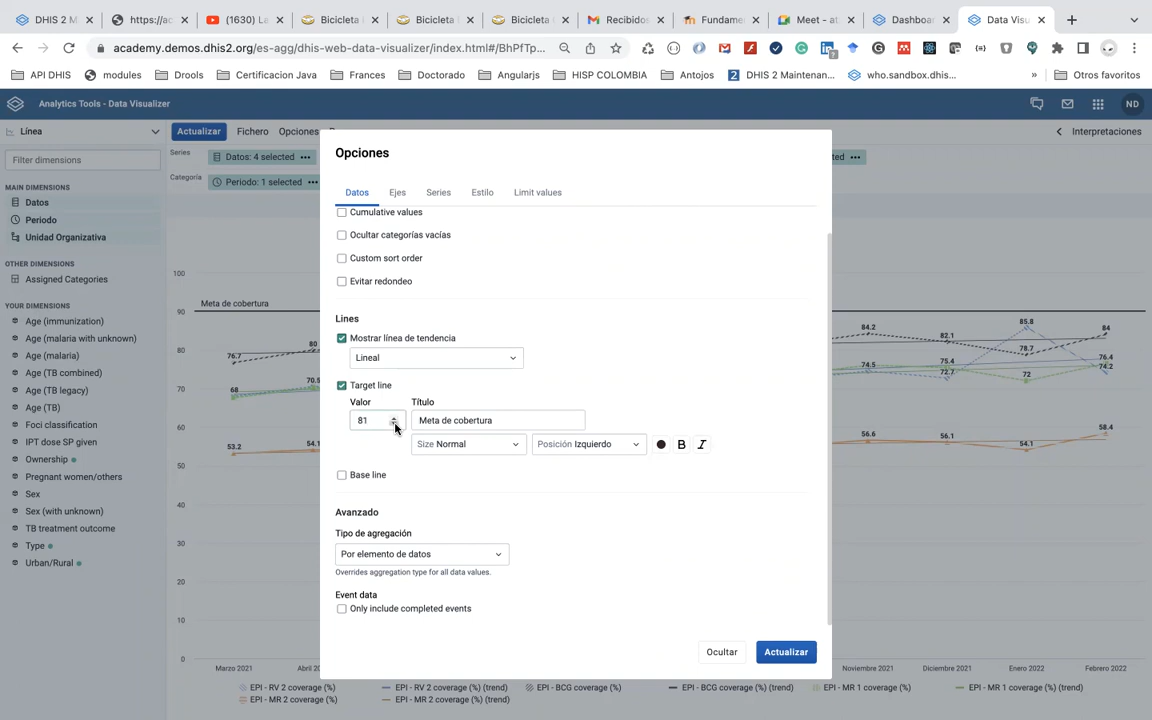 DHIS 2 M
https://ac
(1630) L
Bicicleta
Bicicleta
Bicicleta
Recibidos
Fundame
Meet - at
Dashboar
Data Visu
academy.demos.dhis2.org/es-agg/dhis-web-data-visualizer/index.html#/BhPfTp...
API DHIS
modules
Drools
Certificacion Java
Frances
Doctorado
Angularjs
HISP COLOMBIA
Antojos
DHIS 2 Maintenan...
who.sandbox.dhis...
»
Otros favoritos
Analytics Tools - Data Visualizer
ND
Línea
Actualizar
Fichero
Opciones
Interpretaciones
Filter dimensions
Series
Datos: 4 selected
Categoría
Periodo: 1 selected
MAIN DIMENSIONS
Datos
Periodo
Unidad Organizativa
OTHER DIMENSIONS
Assigned Categories
YOUR DIMENSIONS
Age (immunization)
Age (malaria with unknown)
Age (malaria)
Age (TB combined)
Age (TB legacy)
Age (TB)
Foci classification
IPT dose SP given
Ownership
Pregnant women/others
Sex
Sex (with unknown)
TB treatment outcome
Type
Urban/Rural
Opciones
Datos
Ejes
Series
Estilo
Limit values
Cumulative values
Ocultar categorías vacías
Custom sort order
Evitar redondeo
Lines
Mostrar línea de tendencia
Lineal
Target line
Valor
Título
81
Meta de cobertura
Size Normal
Posición Izquierdo
B
I
Base line
Avanzado
Tipo de agregación
Por elemento de datos
Overrides aggregation type for all data values.
Event data
Only include completed events
Ocultar
Actualizar
100
90
80
70
60
50
40
30
20
10
0
Meta de cobertura
76.7
80
68
70.5
53.2
54.1
84.2
82.1
85.8
78.7
84
74.5
75.4
72.7
72
76.4
74.2
56.6
56.1
54.1
58.4
Marzo 2021
Abril 20
Noviembre 2021
Diciembre 2021
Enero 2022
Febrero 2022
EPI - RV 2 coverage (%)
EPI - RV 2 coverage (%) (trend)
EPI - BCG coverage (%)
EPI - BCG coverage (%) (trend)
EPI - MR 1 coverage (%)
EPI - MR 1 coverage (%) (trend)
EPI - MR 2 coverage (%)
EPI - MR 2 coverage (%) (trend)